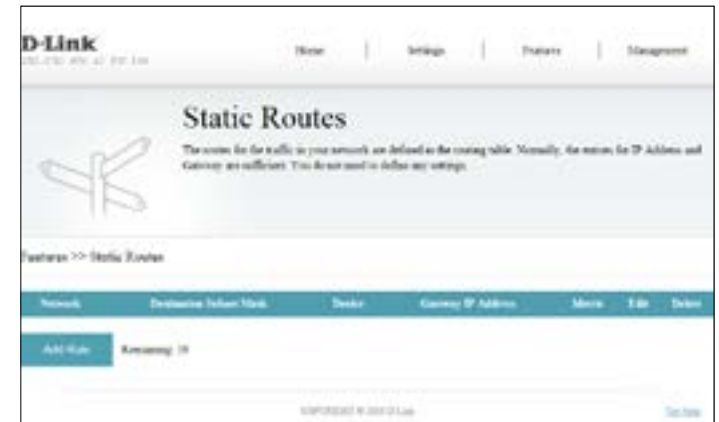 D-Link
Home | Settings | Features | Management
Static Routes
The routes for the traffic in your network are defined in the routing table. Normally, the entries for IP Address and
Gateway are sufficient. You do not need to define any settings.
Features >> Static Routes
Network Destination Subnet Mask Device Gateway IP Address Metric Edit Delete
Add Rule Remaining:
COPYRIGHT © D-Link